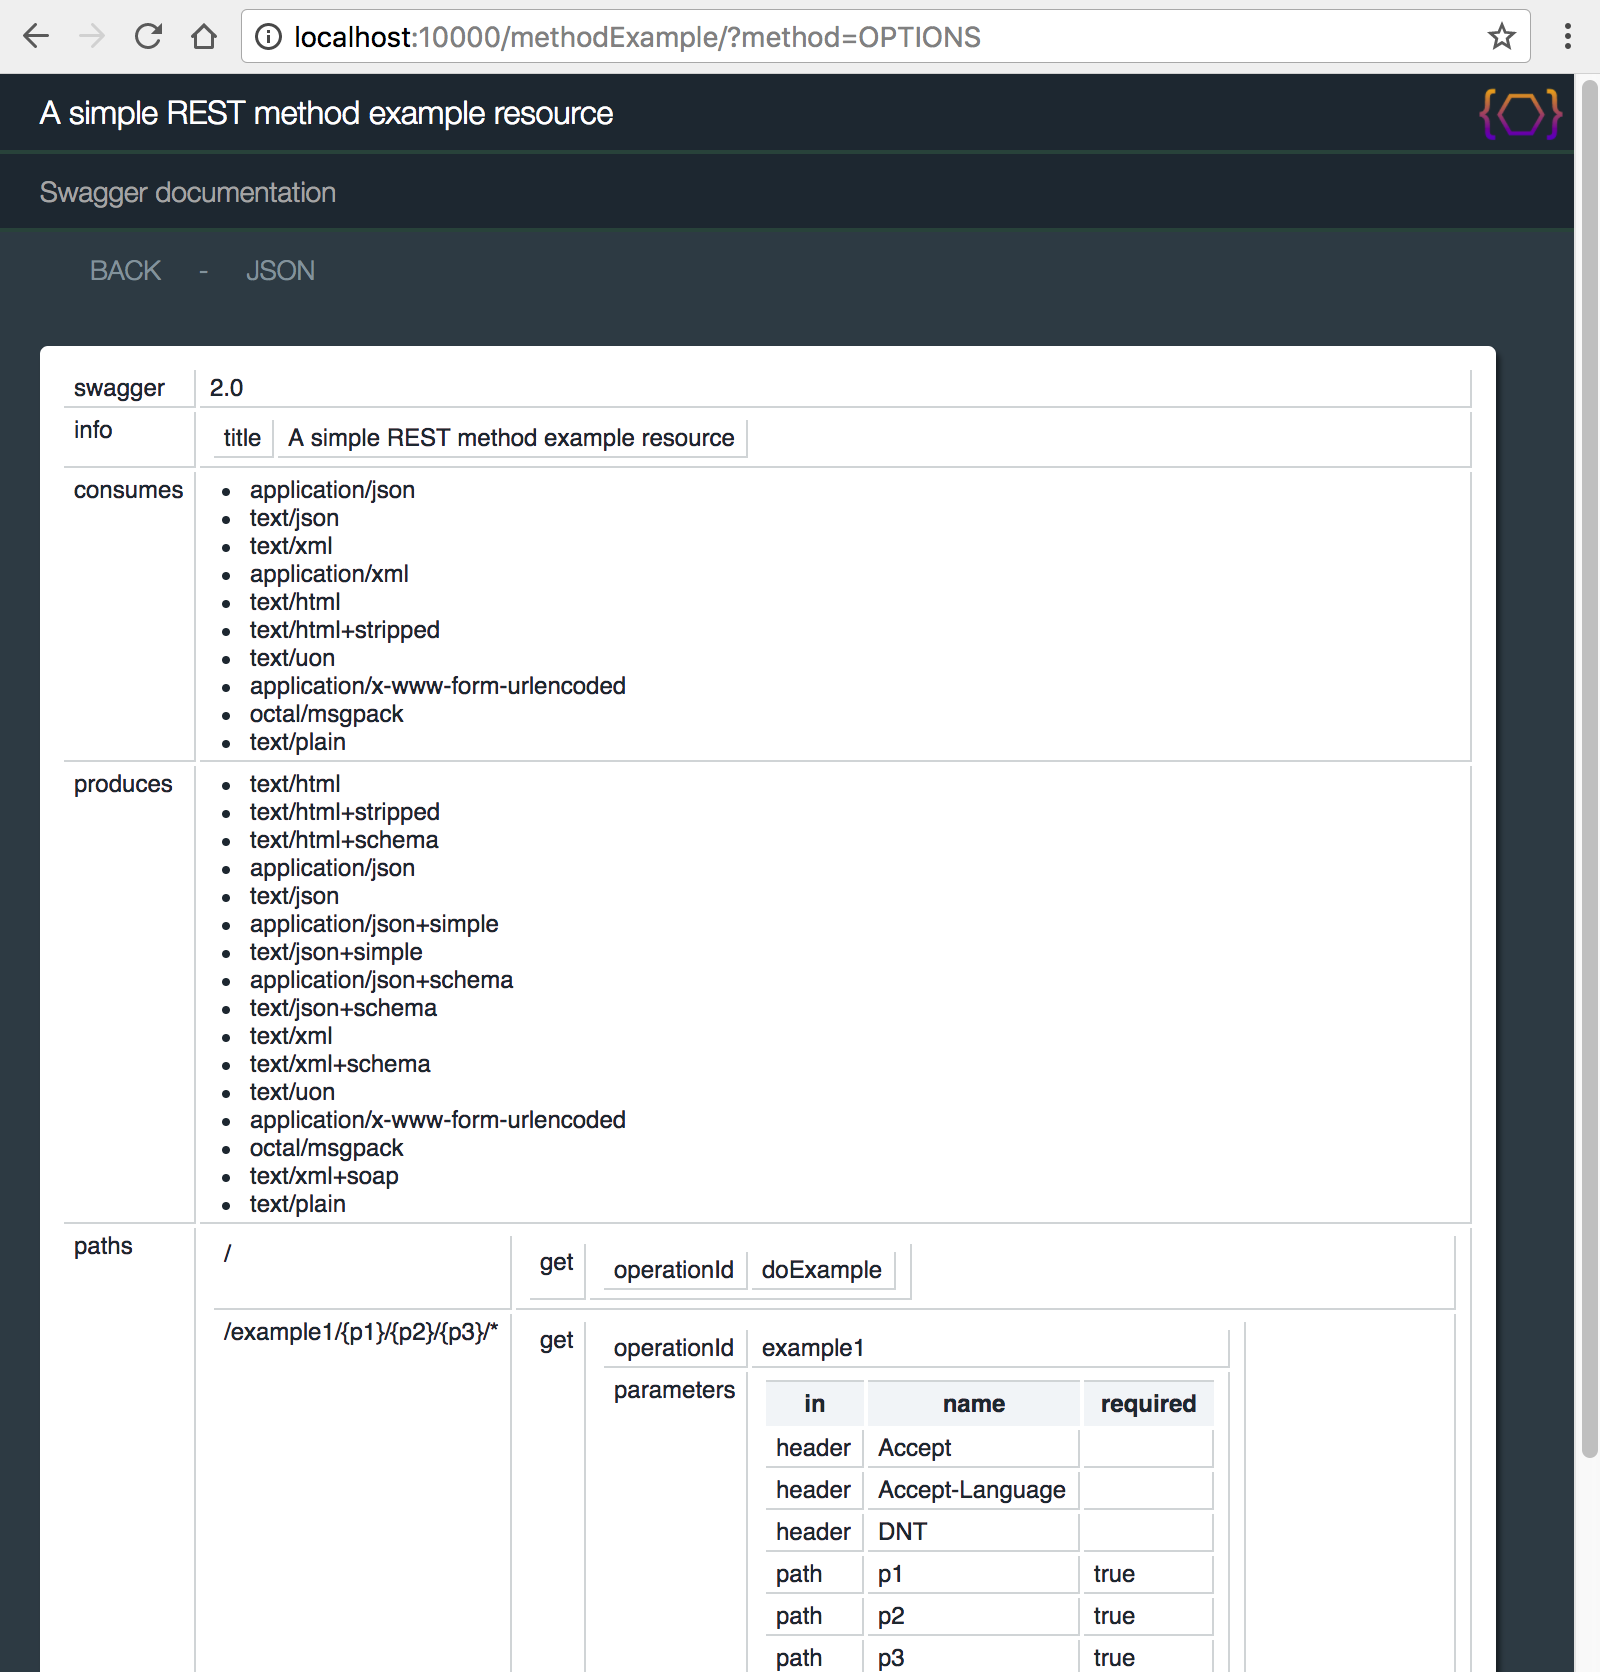 localhost:10000/methodExample/?method=OPTIONS
A simple REST method example resource
Swagger documentation
BACK - JSON
swagger 2.0
info title A simple REST method example resource
consumes
• application/json
• text/json
• text/xml
• application/xml
• text/html
• text/html+stripped
• text/uon
• application/x-www-form-urlencoded
• octal/msgpack
• text/plain
produces
• text/html
• text/html+stripped
• text/html+schema
• application/json
• text/json
• application/json+simple
• text/json+simple
• application/json+schema
• text/json+schema
• text/xml
• text/xml+schema
• text/uon
• application/x-www-form-urlencoded
• octal/msgpack
• text/xml+soap
• text/plain
paths
/ get operationId doExample
/example1/{p1}/{p2}/{p3}/* get operationId example1
parameters
in name required
header Accept
header Accept-Language
header DNT
path p1 true
path p2 true
path p3 true